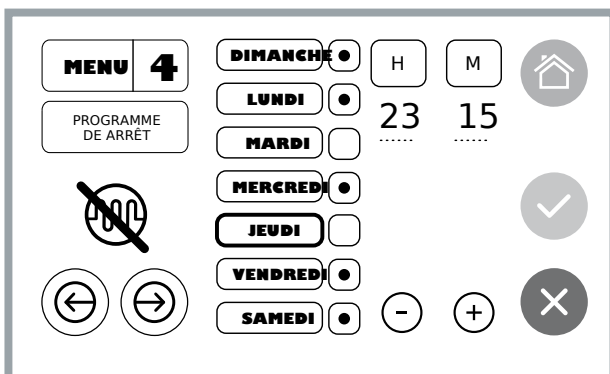 MENU 4
PROGRAMME
DE ARRÊT
DIMANCHE
LUNDI
MARDI
MERCREDI
JEUDI
VENDREDI
SAMEDI
H M
23 15
- +